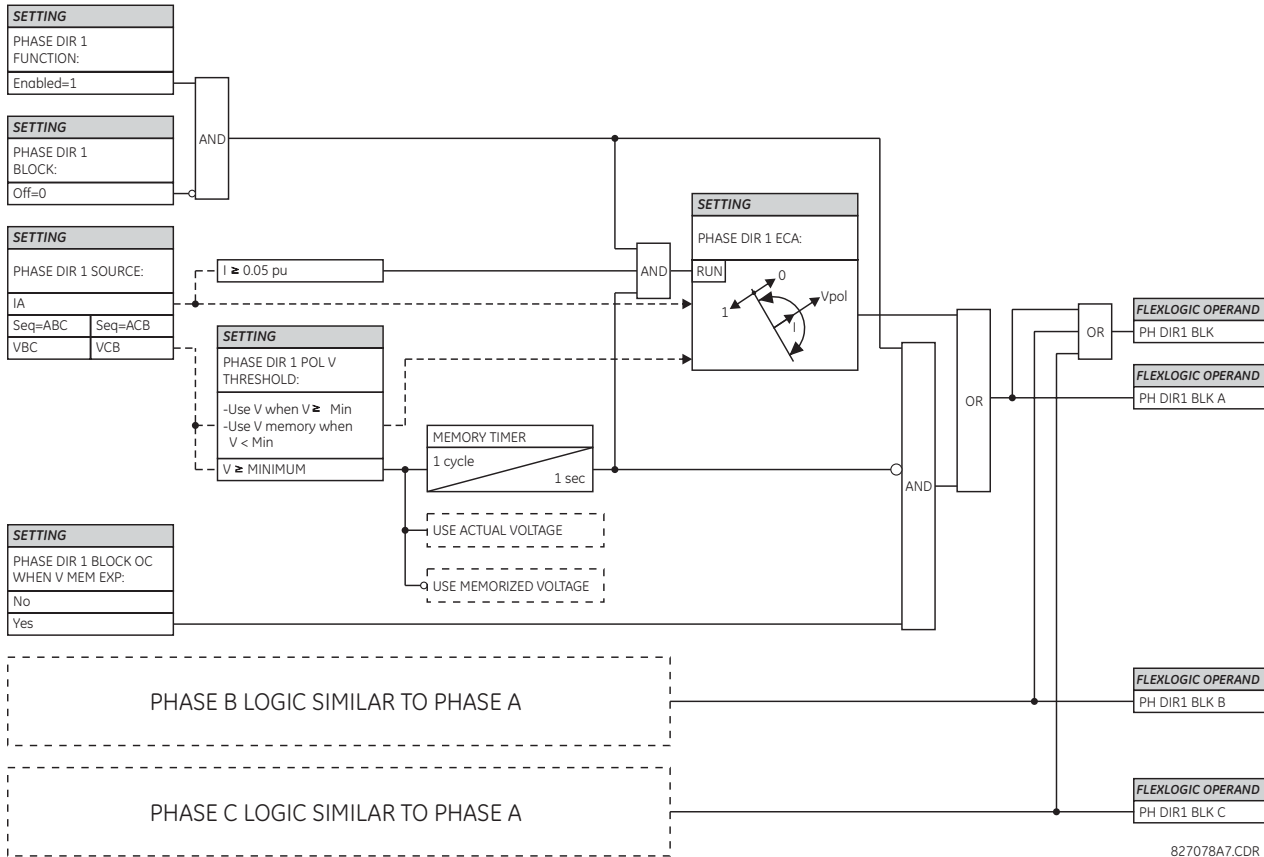 SETTING
PHASE DIR 1
FUNCTION:
Enabled=1
SETTING
PHASE DIR 1
BLOCK:
Off=0
AND
SETTING
PHASE DIR 1 SOURCE:
IA
Seq=ABC Seq=ACB
VBC VCB
I ≥ 0.05 pu
SETTING
PHASE DIR 1 POL V
THRESHOLD:
-Use V when V ≥ Min
-Use V memory when
V < Min
V ≥ MINIMUM
MEMORY TIMER
1 cycle
1 sec
USE ACTUAL VOLTAGE
USE MEMORIZED VOLTAGE
AND
SETTING
PHASE DIR 1 ECA:
RUN
0
1
Vpol
I
SETTING
PHASE DIR 1 BLOCK OC
WHEN V MEM EXP:
No
Yes
AND
OR
OR
FLEXLOGIC OPERAND
PH DIR1 BLK
FLEXLOGIC OPERAND
PH DIR1 BLK A
PHASE B LOGIC SIMILAR TO PHASE A
FLEXLOGIC OPERAND
PH DIR1 BLK B
PHASE C LOGIC SIMILAR TO PHASE A
FLEXLOGIC OPERAND
PH DIR1 BLK C
827078A7.CDR